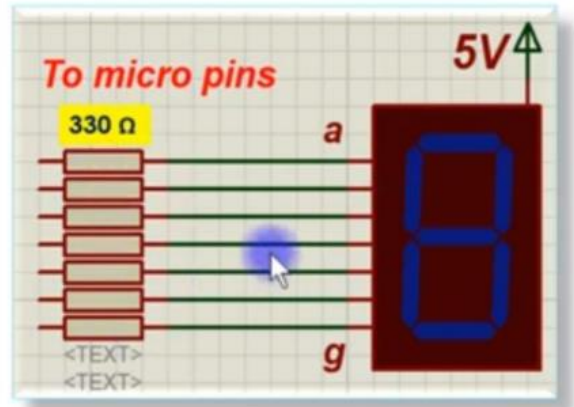 5V
To micro pins
330 Ω
a
g
<TEXT>
<TEXT>